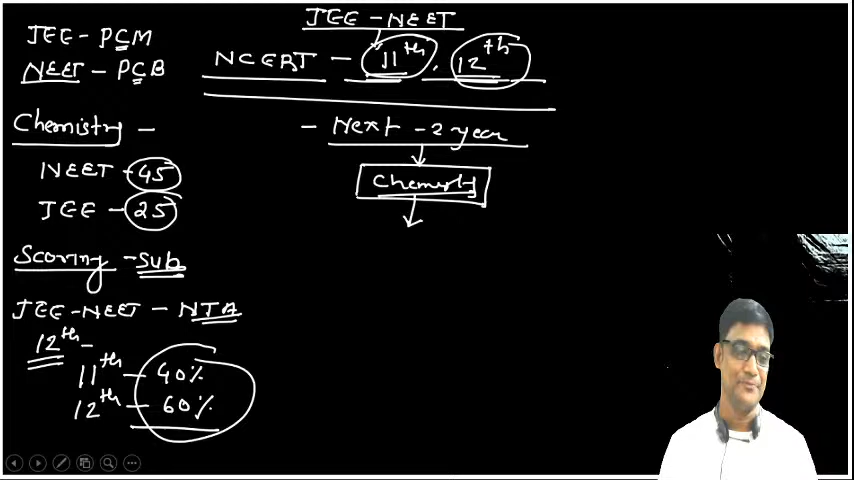 JEE - NEET
JEE - PCM
NEET - PCB
NCERT - 11th, 12th
Chemistry -
NEET - 45
JEE - 25
- Next - 2 year
Chemistry
Scoring - Sub
JEE - NEET - NTA
12th -
11th - 40%
12th - 60%